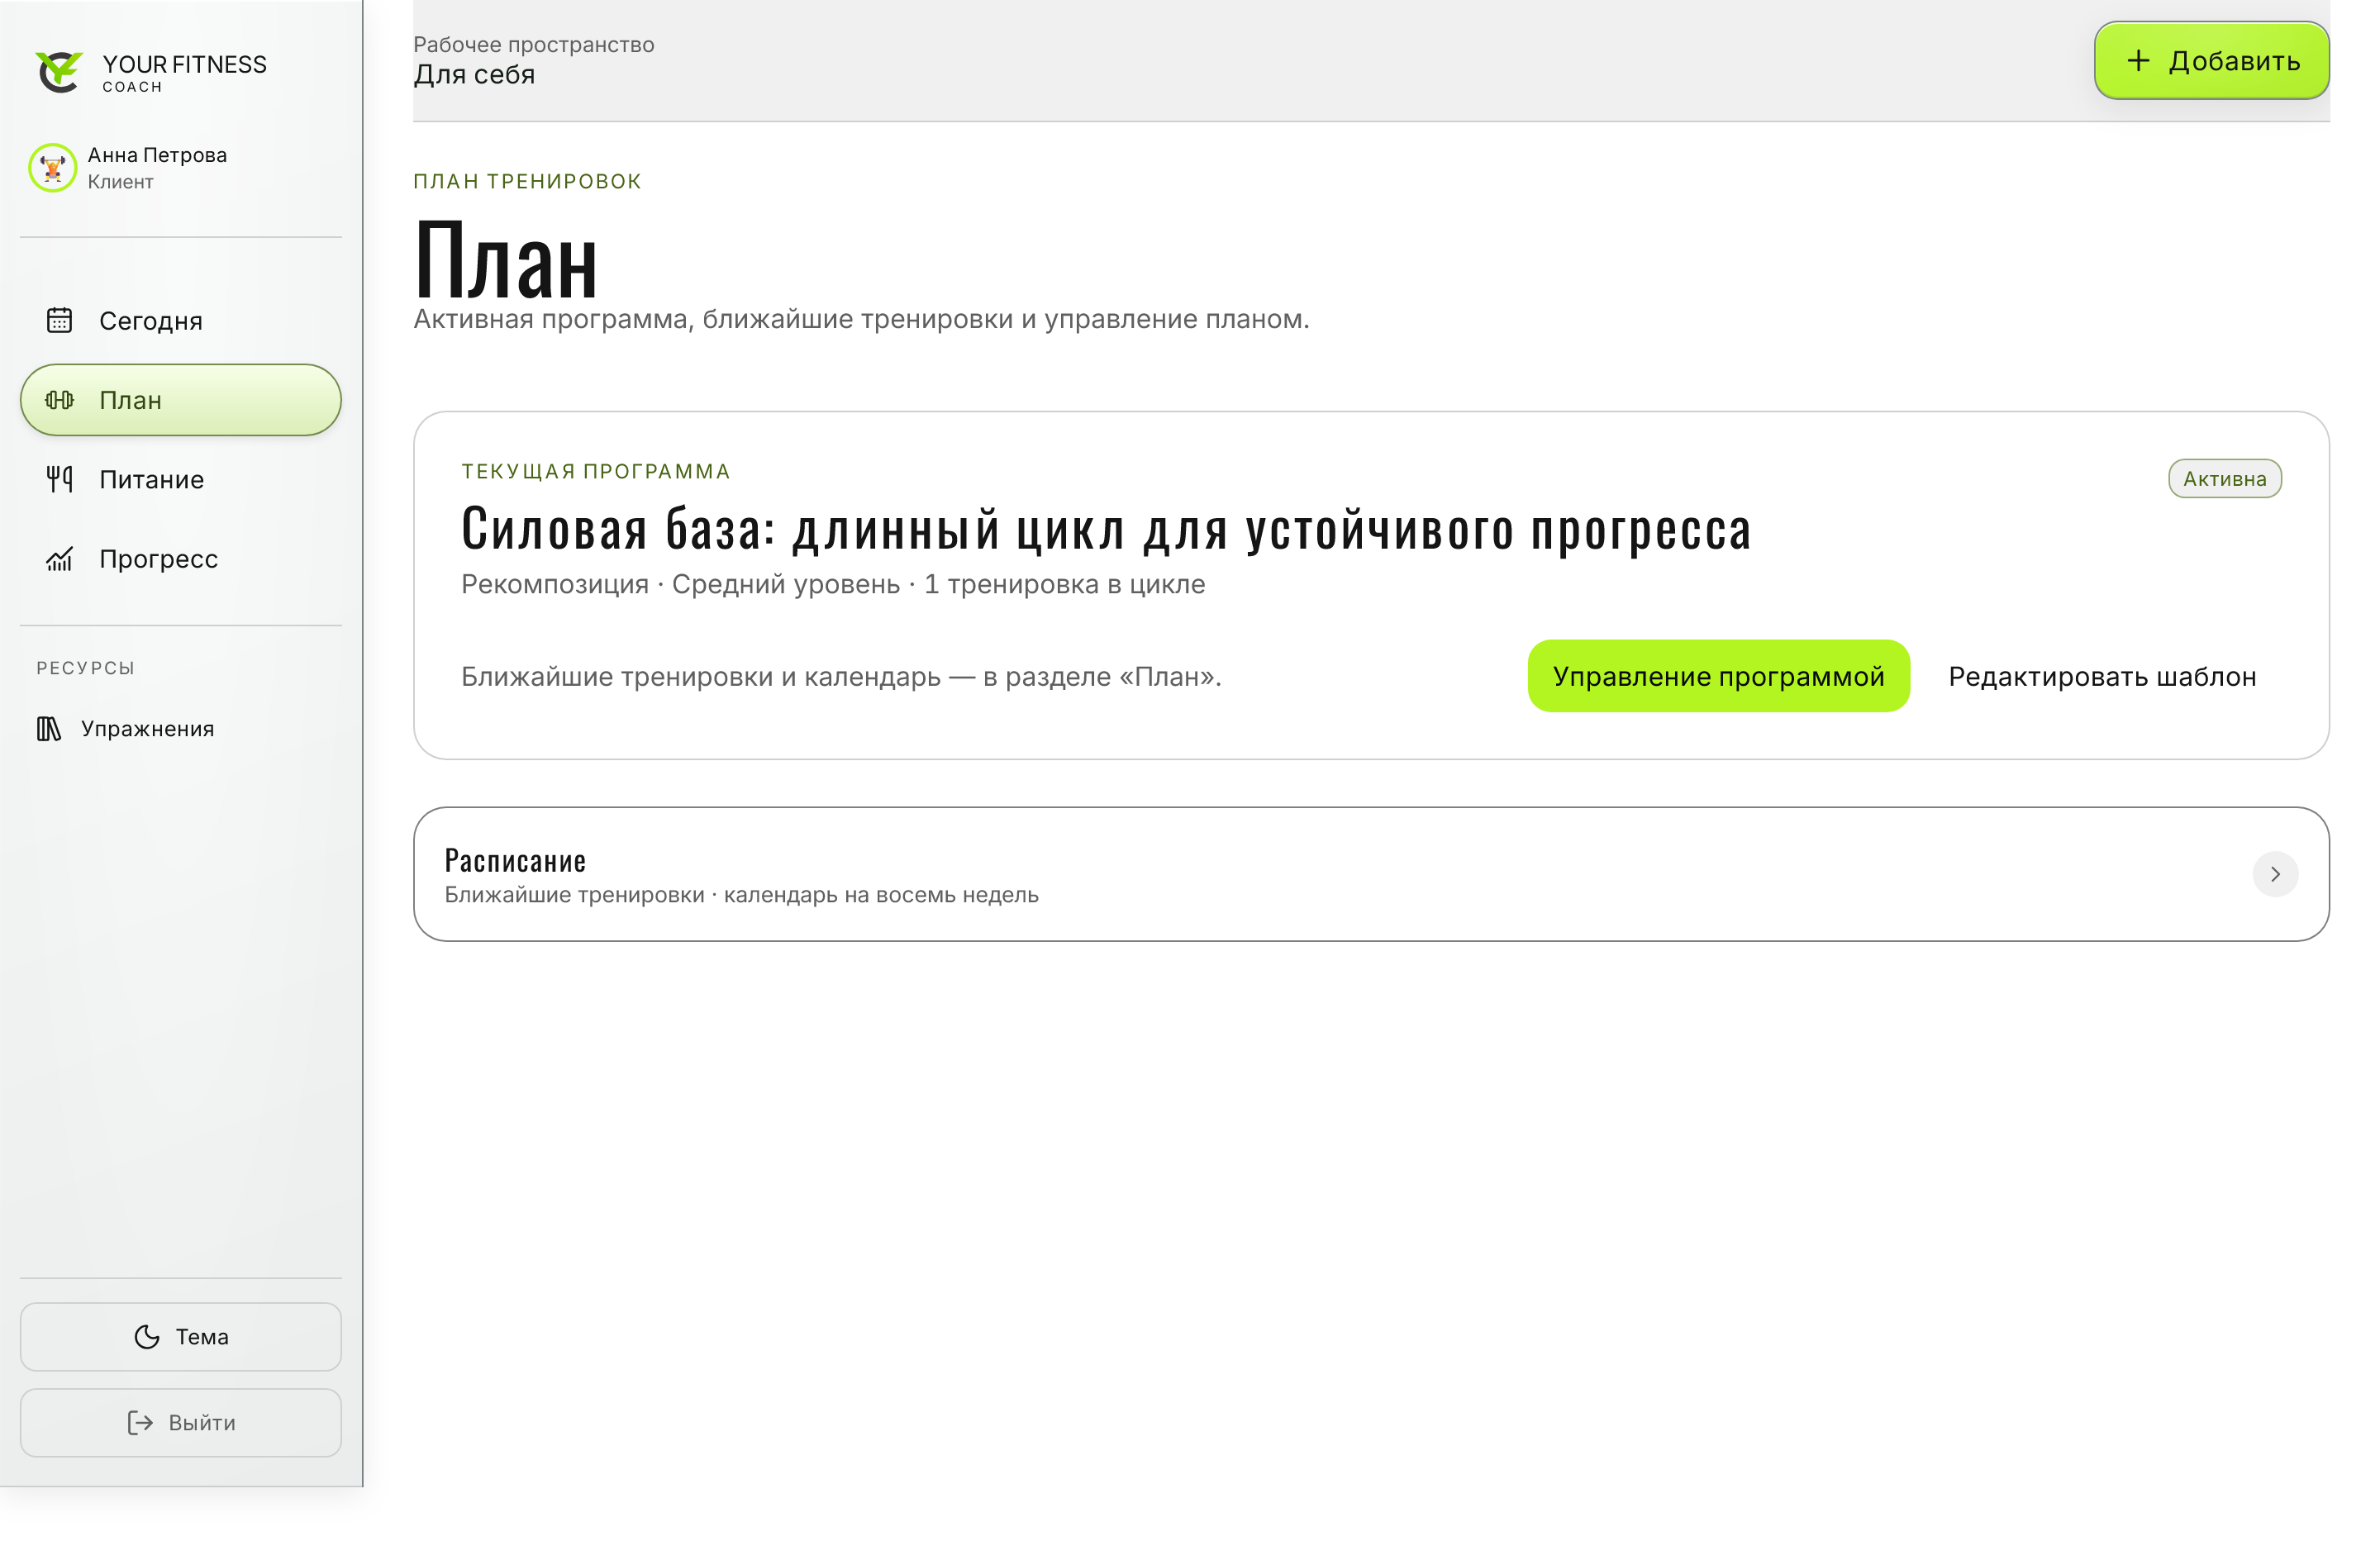 YOUR FITNESS
COACH
Анна Петрова
Клиент
Сегодня
План
Питание
Прогресс
РЕСУРСЫ
Упражнения
Тема
Выйти
Рабочее пространство
Для себя
Добавить
ПЛАН ТРЕНИРОВОК
План
Активная программа, ближайшие тренировки и управление планом.
ТЕКУЩАЯ ПРОГРАММА
Активна
Силовая база: длинный цикл для устойчивого прогресса
Рекомпозиция · Средний уровень · 1 тренировка в цикле
Ближайшие тренировки и календарь — в разделе «План».
Управление программой
Редактировать шаблон
Расписание
Ближайшие тренировки · календарь на восемь недель